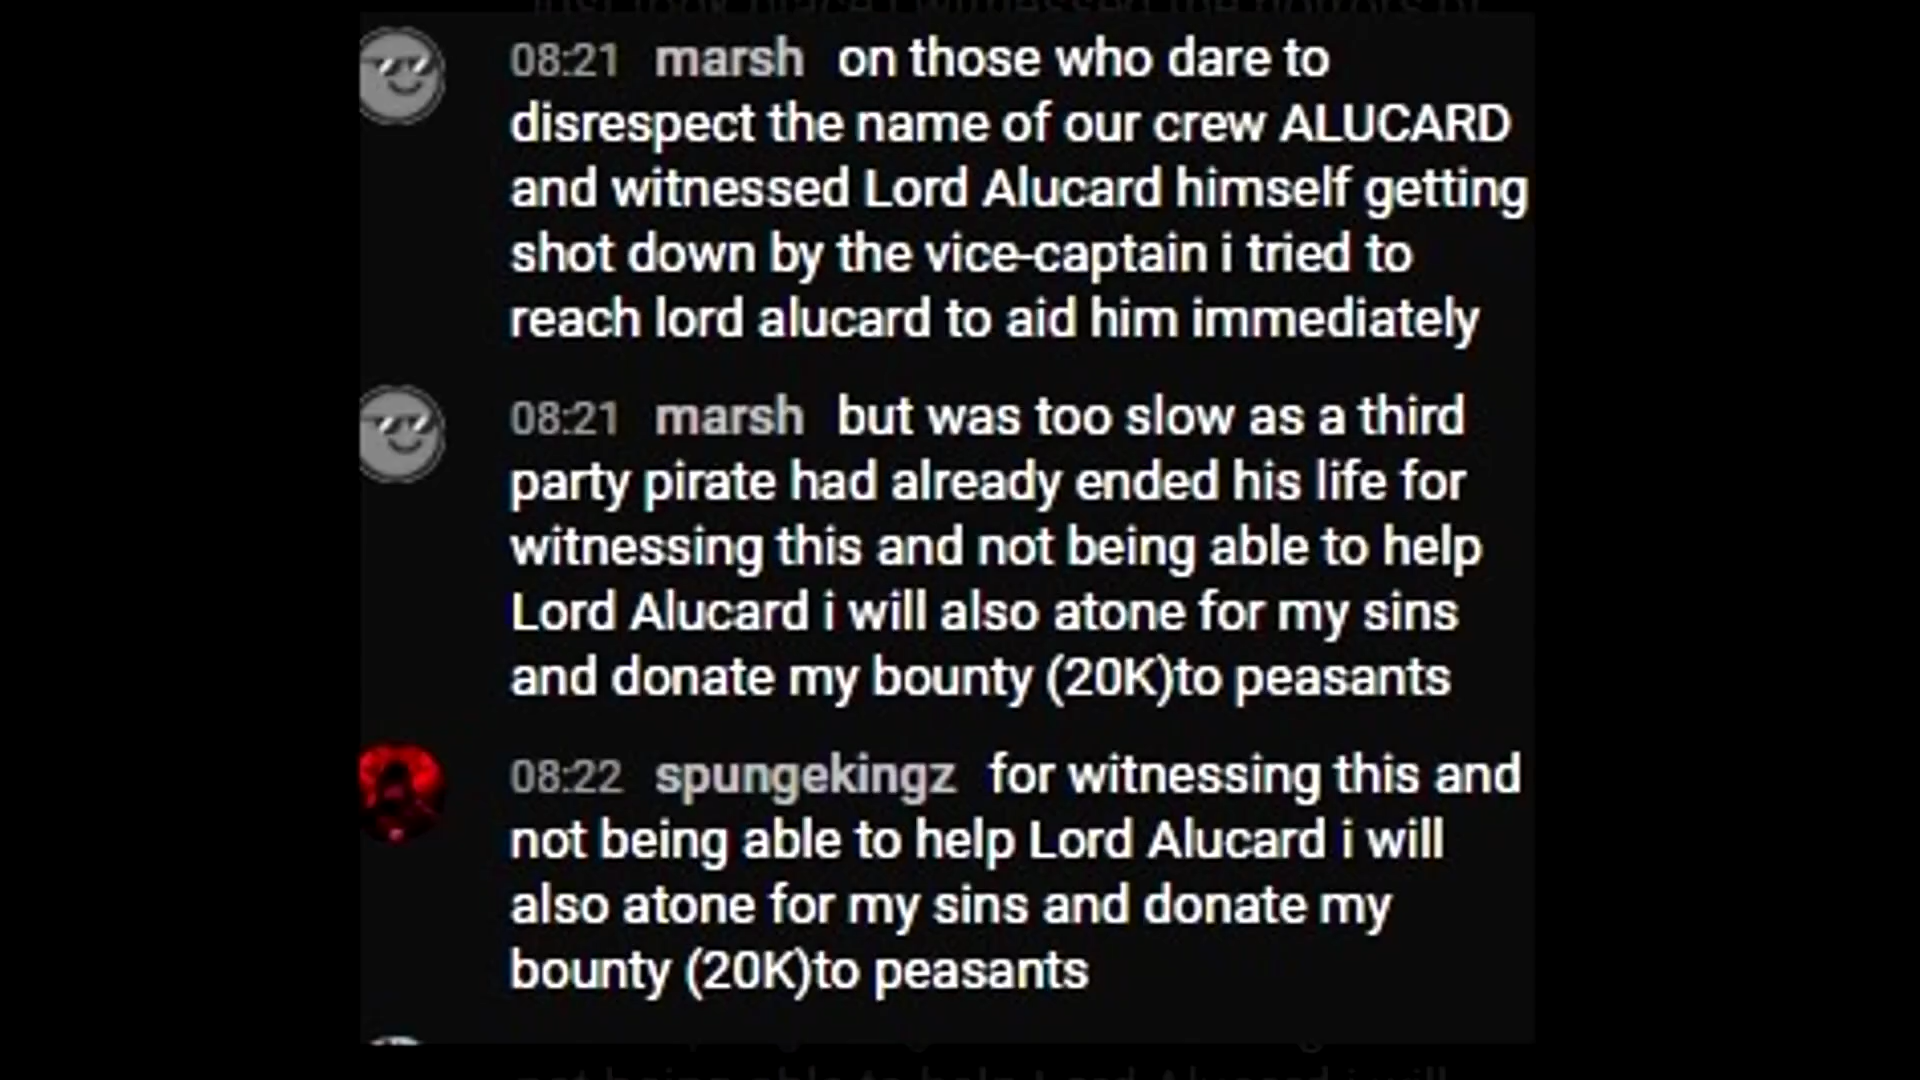 08:21 marsh on those who dare to
disrespect the name of our crew ALUCARD
and witnessed Lord Alucard himself getting
shot down by the vice-captain i tried to
reach lord alucard to aid him immediately
08:21 marsh but was too slow as a third
party pirate had already ended his life for
witnessing this and not being able to help
Lord Alucard i will also atone for my sins
and donate my bounty (20K)to peasants
08:22 spungekingz for witnessing this and
not being able to help Lord Alucard i will
also atone for my sins and donate my
bounty (20K)to peasants